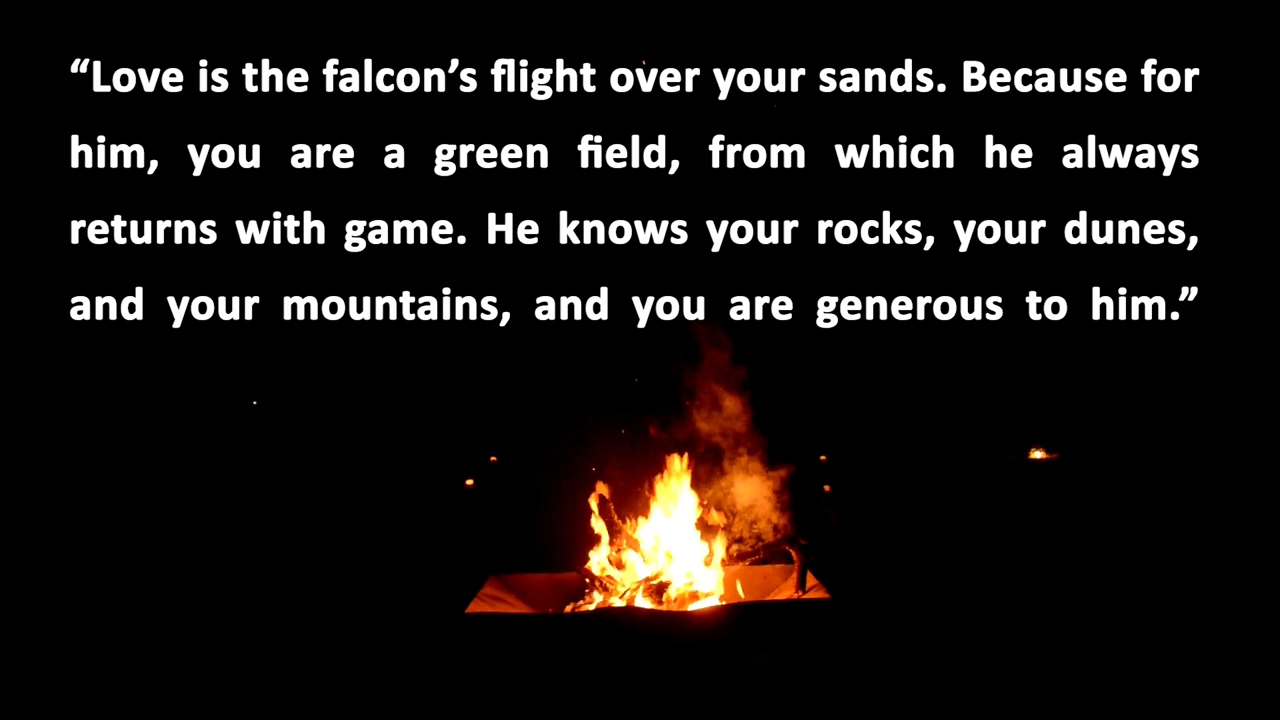 “Love is the falcon’s flight over your sands. Because for
him, you are a green field, from which he always
returns with game. He knows your rocks, your dunes,
and your mountains, and you are generous to him.”